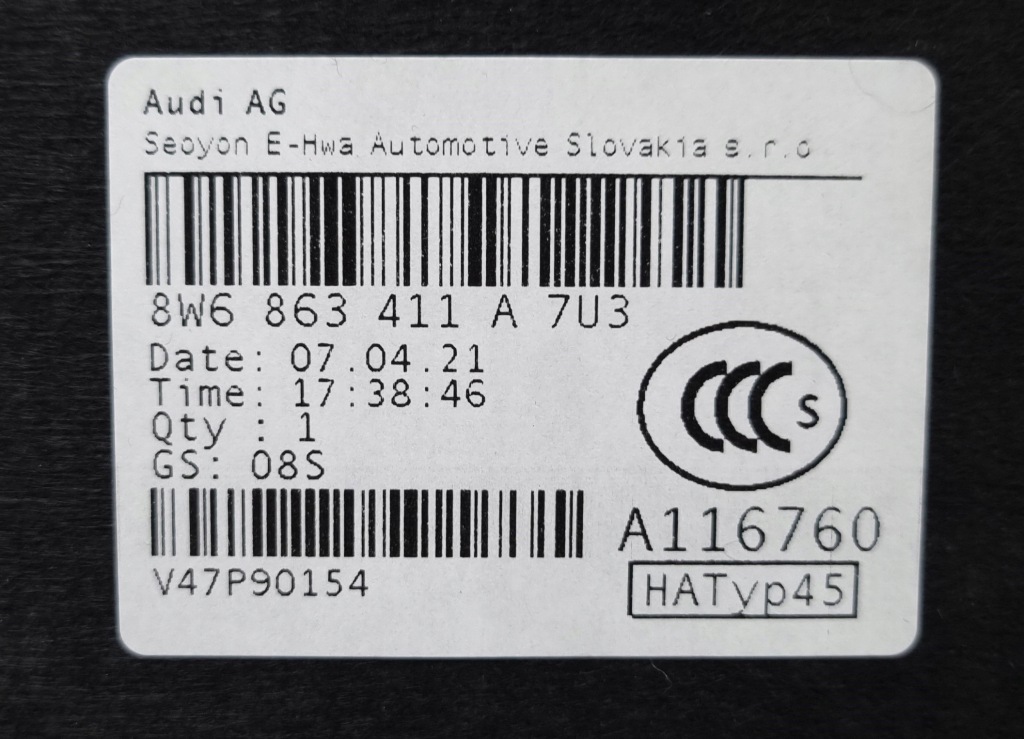 Audi AG
Seoyon E-Hwa Automotive Slovakia s.r.o
8W6 863 411 A 7U3
Date: 07.04.21
Time: 17:38:46
Qty : 1
GS: 08S
CCC S
A116760
V47P90154
HATyp45